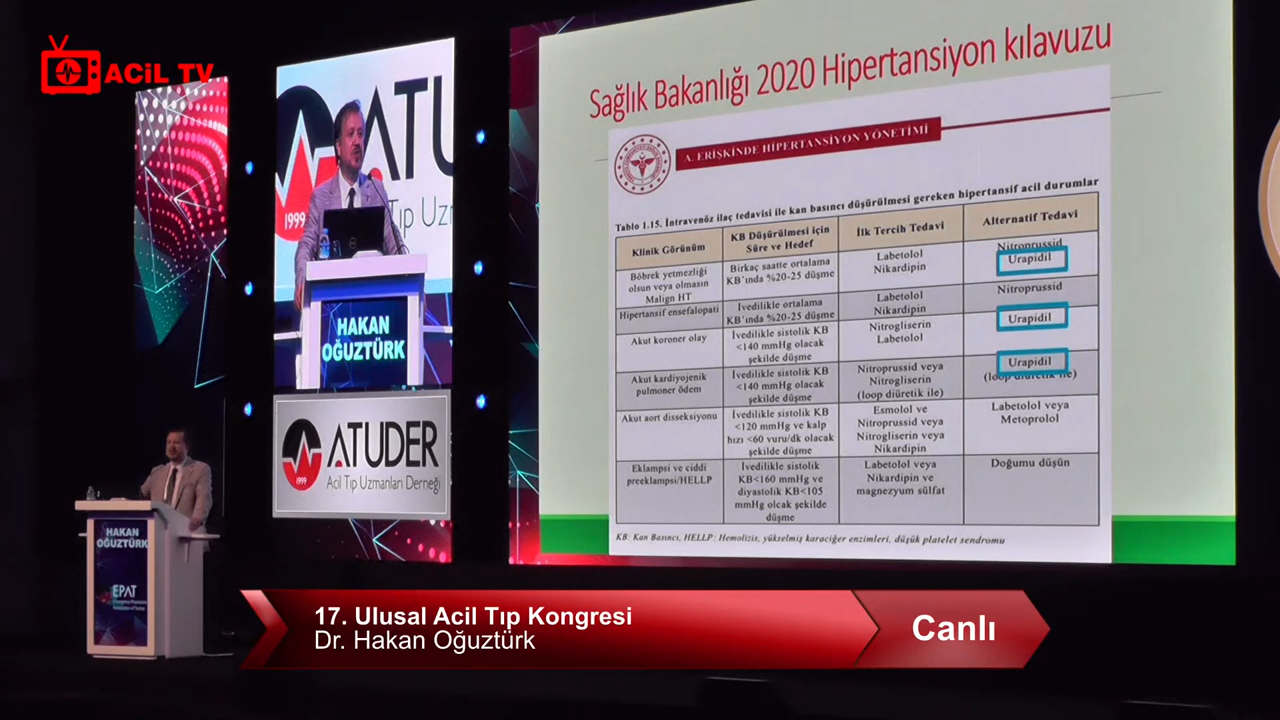 ACİL TV
Sağlık Bakanlığı 2020 Hipertansiyon kılavuzu
A. ERİŞKİNDE HİPERTANSİYON YÖNETİMİ
Tablo 1.15. İntravenöz ilaç tedavisi ile kan basıncı düşürülmesi gereken hipertansif acil durumlar
Klinik Görünüm
KB Düşürülmesi için
Süre ve Hedef
İlk Tercih Tedavi
Alternatif Tedavi
Böbrek yetmezliği
olsun veya olmasın
Malign HT
Birkaç saatte ortalama
KB'ında %20-25 düşme
Labetolol
Nikardipin
Nitroprussid
Urapidil
Hipertansif ensefalopati
İvedilikle ortalama
KB'ında %20-25 düşme
Labetolol
Nikardipin
Nitroprussid
Akut koroner olay
İvedilikle sistolik KB
<140 mmHg olacak
şekilde düşme
Nitrogliserin
Labetolol
Urapidil
Akut kardiyojenik
pulmoner ödem
İvedilikle sistolik KB
<140 mmHg olacak
şekilde düşme
Nitroprussid veya
Nitrogliserin
(loop diüretik ile)
Urapidil
(loop diüretik ile)
Akut aort disseksiyonu
İvedilikle sistolik KB
<120 mmHg ve kalp
hızı <60 vuru/dk olacak
şekilde düşme
Esmolol ve
Nitroprussid veya
Nitrogliserin veya
Nikardipin
Labetolol veya
Metoprolol
Eklampsi ve ciddi
preeklampsi/HELLP
İvedilikle sistolik
KB<160 mmHg ve
diyastolik KB<105
mmHg olcak şekilde
düşme
Labetolol veya
Nikardipin ve
magnezyum sülfat
Doğumu düşün
KB: Kan Basıncı, HELLP: Hemolizis, yükselmiş karaciğer enzimleri, düşük platelet sendromu
ATU
1999
Tıp Uzm
HAKAN
OĞUZTÜRK
ATUDER
1999
Acil Tıp Uzmanları Derneği
HAKAN
OĞUZTÜRK
EPAT
17. Ulusal Acil Tıp Kongresi
Dr. Hakan Oğuztürk
Canlı